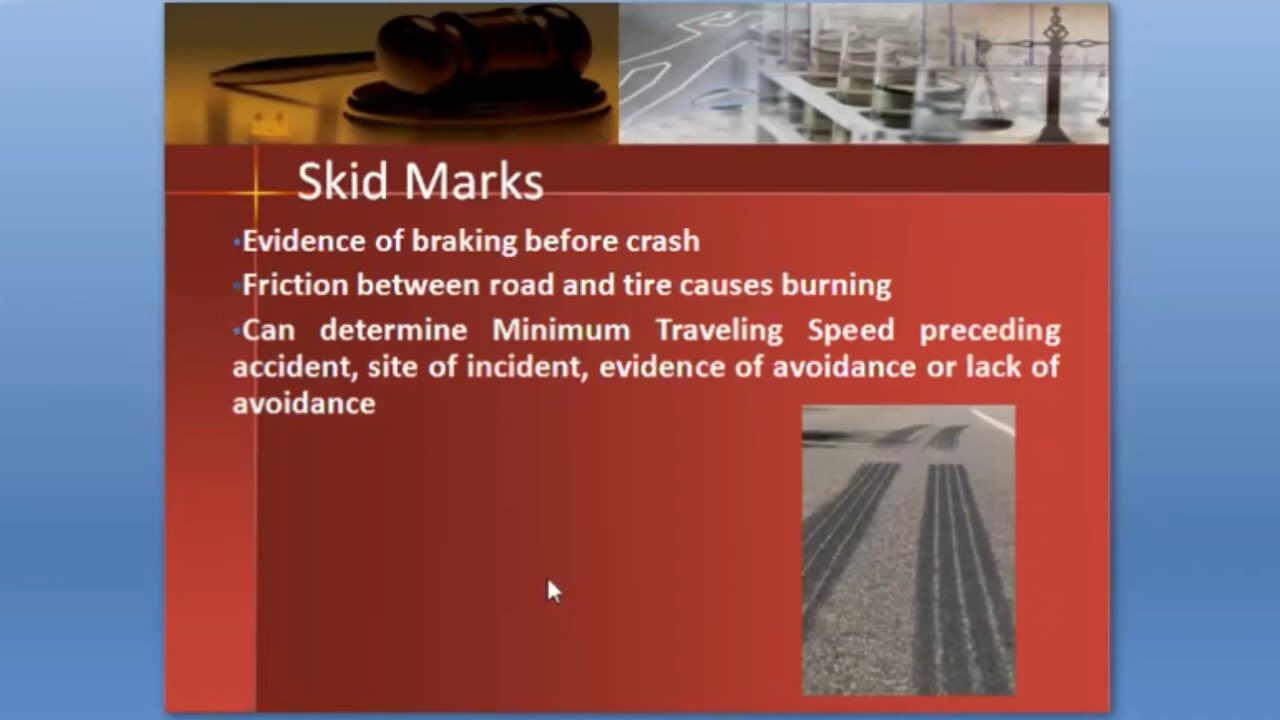 Skid Marks
•Evidence of braking before crash
•Friction between road and tire causes burning
•Can determine Minimum Traveling Speed preceding
accident, site of incident, evidence of avoidance or lack of
avoidance